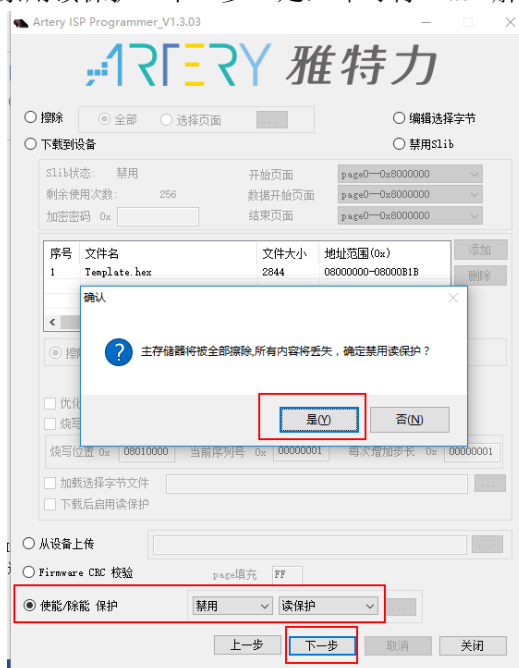 Artery ISP Programmer_V1.3.03
ARTERY 雅特力
擦除 全部 选择页面 ... 编辑选择字节
下载到设备 禁用Slib
Slib状态: 禁用 开始页面 page0——0x8000000
剩余使用次数: 256 数据开始页面 page0——0x8000000
加密密码 0x 结束页面 page0——0x8000000
序号 文件名 文件大小 地址范围(0x) 添加
1 Template.hex 2844 08000000-08000B1B 删除
确认
主存储器将被全部擦除,所有内容将丢失，确定禁用读保护？
是(Y) 否(N)
优化
烧写
烧写位置 0x 08010000 当前序列号 0x 00000001 每次增加步长 0x 00000001
加载选择字节文件 ...
下载后启用读保护
从设备上传 ...
Firmware CRC 校验 page填充 FF
使能/除能 保护 禁用 读保护 ...
上一步 下一步 取消 关闭